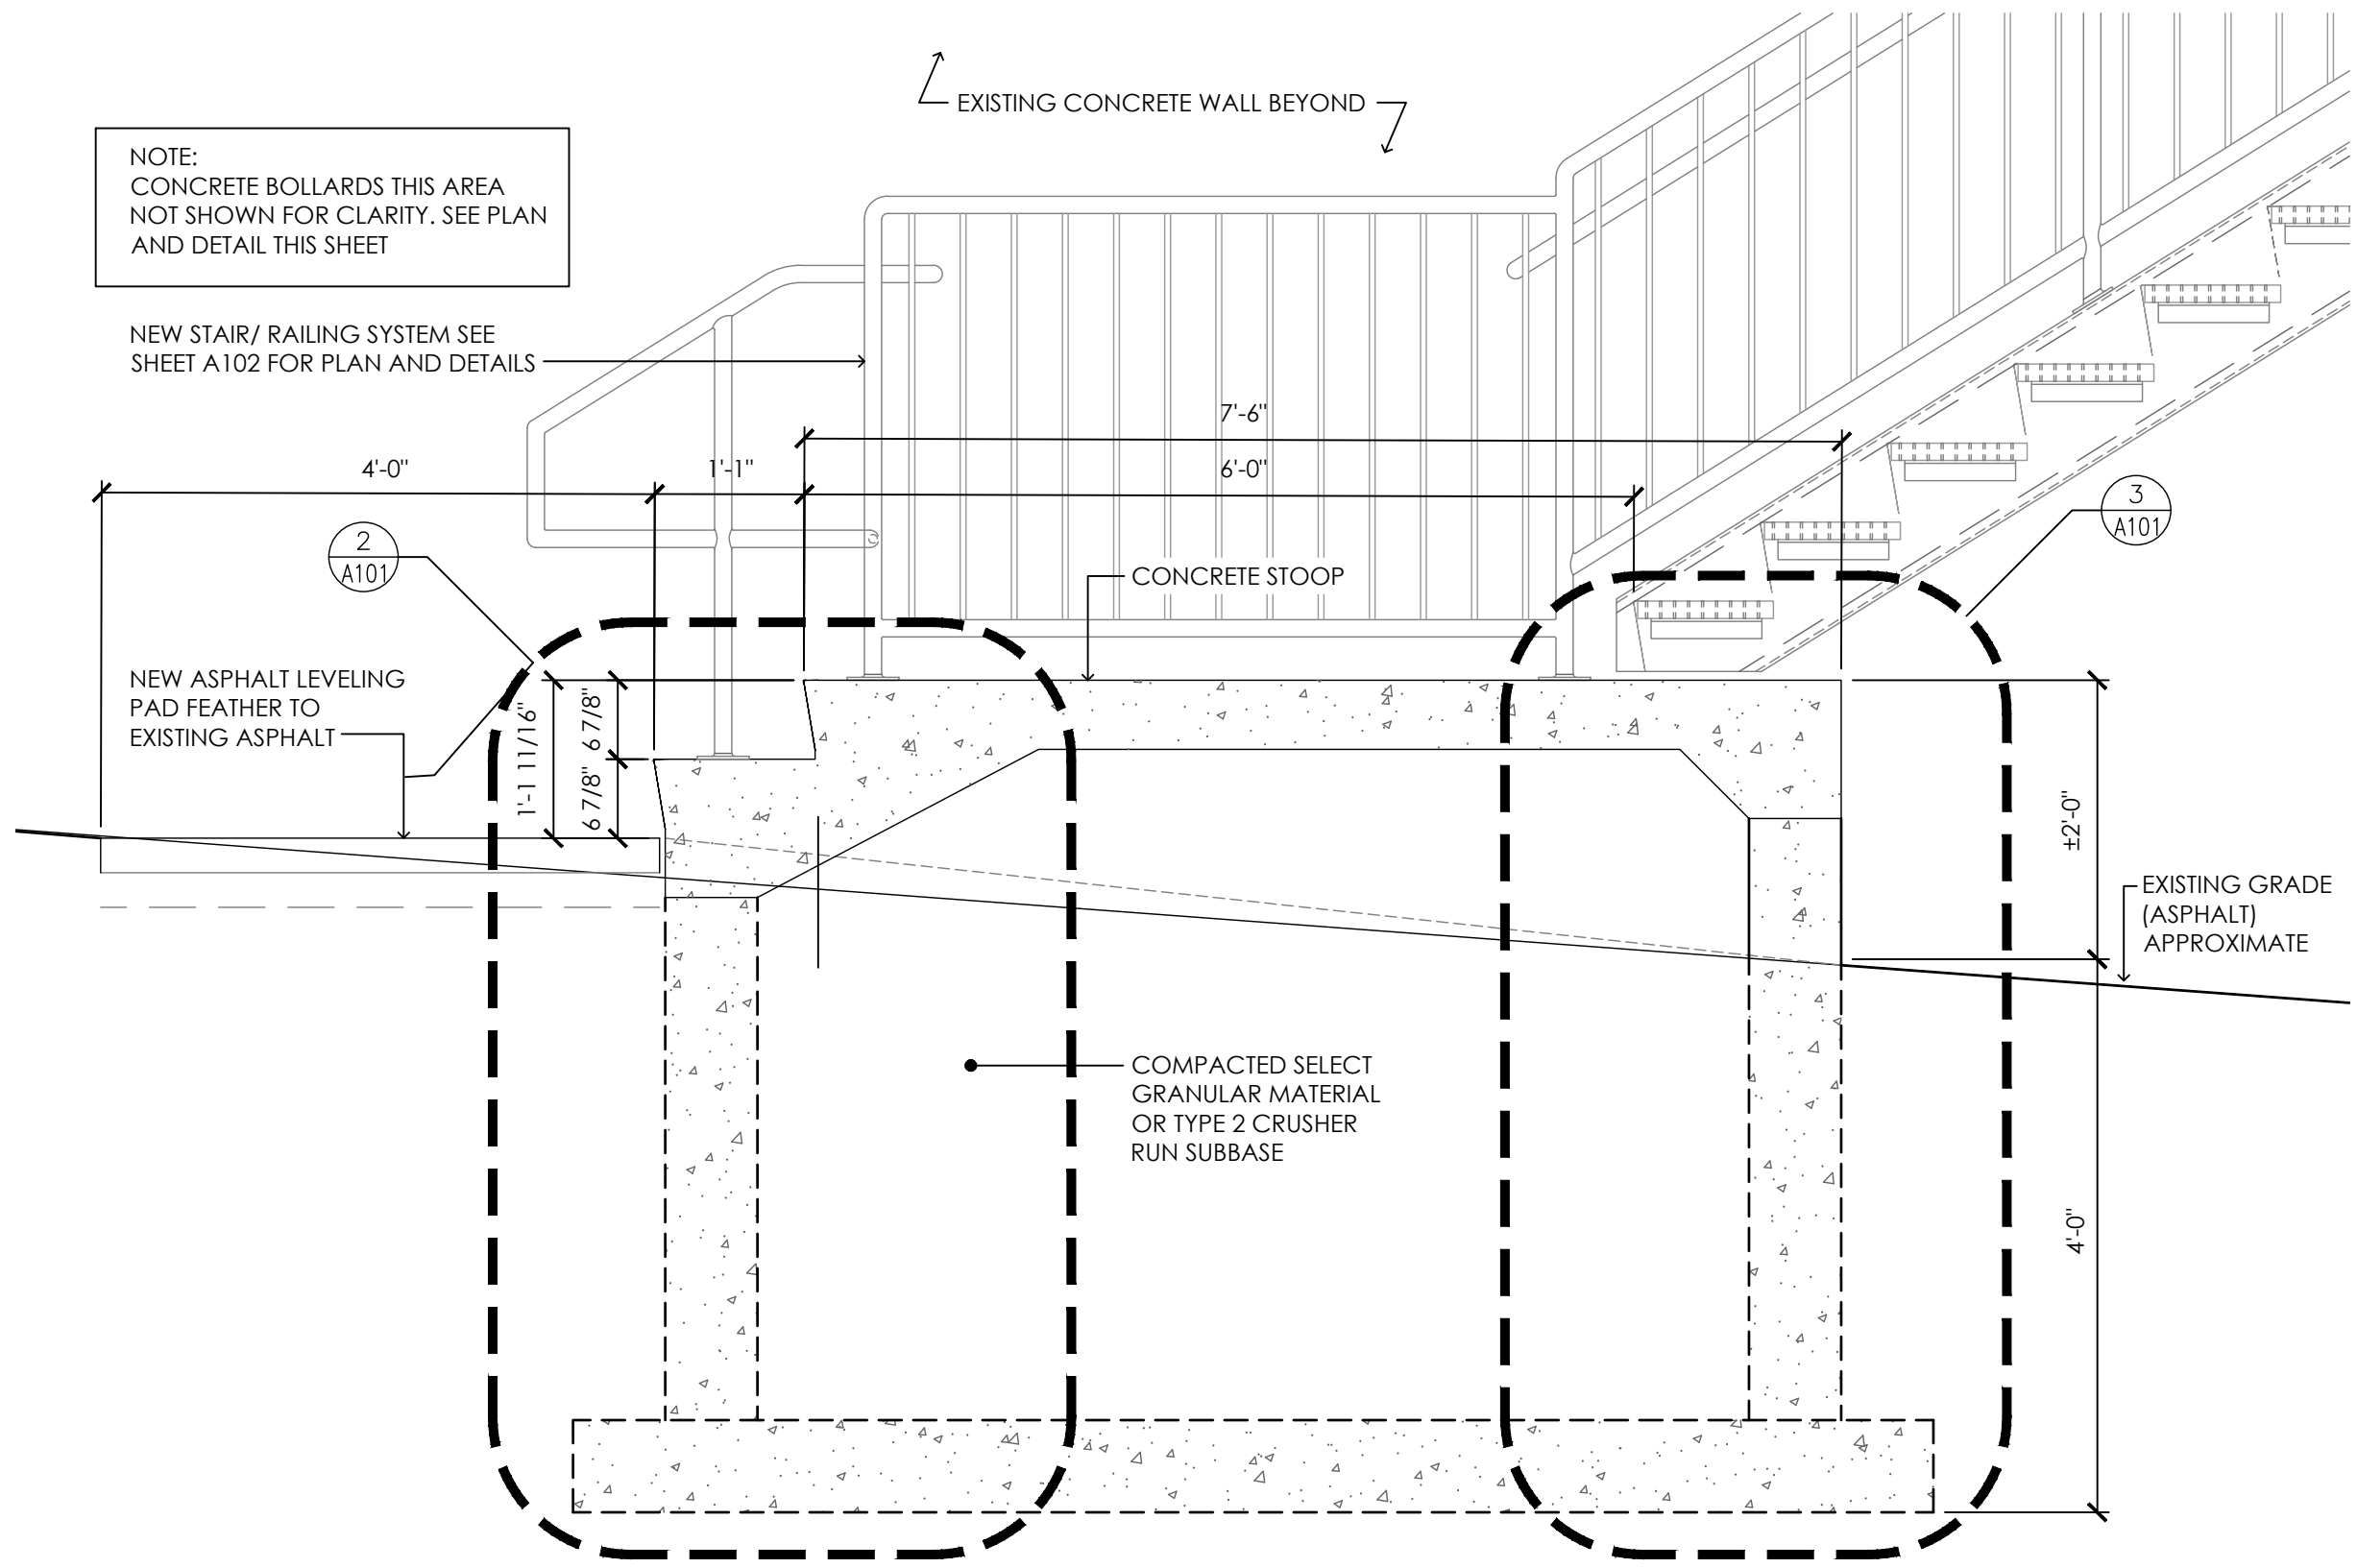 EXISTING CONCRETE WALL BEYOND
NOTE:
CONCRETE BOLLARDS THIS AREA
NOT SHOWN FOR CLARITY. SEE PLAN
AND DETAIL THIS SHEET
NEW STAIR/ RAILING SYSTEM SEE
SHEET A102 FOR PLAN AND DETAILS
7'-6"
4'-0"
1'-1"
6'-0"
2
A101
3
A101
CONCRETE STOOP
NEW ASPHALT LEVELING
PAD FEATHER TO
EXISTING ASPHALT
1'-1 11/16"
6 7/8"
6 7/8"
±2'-0"
EXISTING GRADE
(ASPHALT)
APPROXIMATE
COMPACTED SELECT
GRANULAR MATERIAL
OR TYPE 2 CRUSHER
RUN SUBBASE
4'-0"